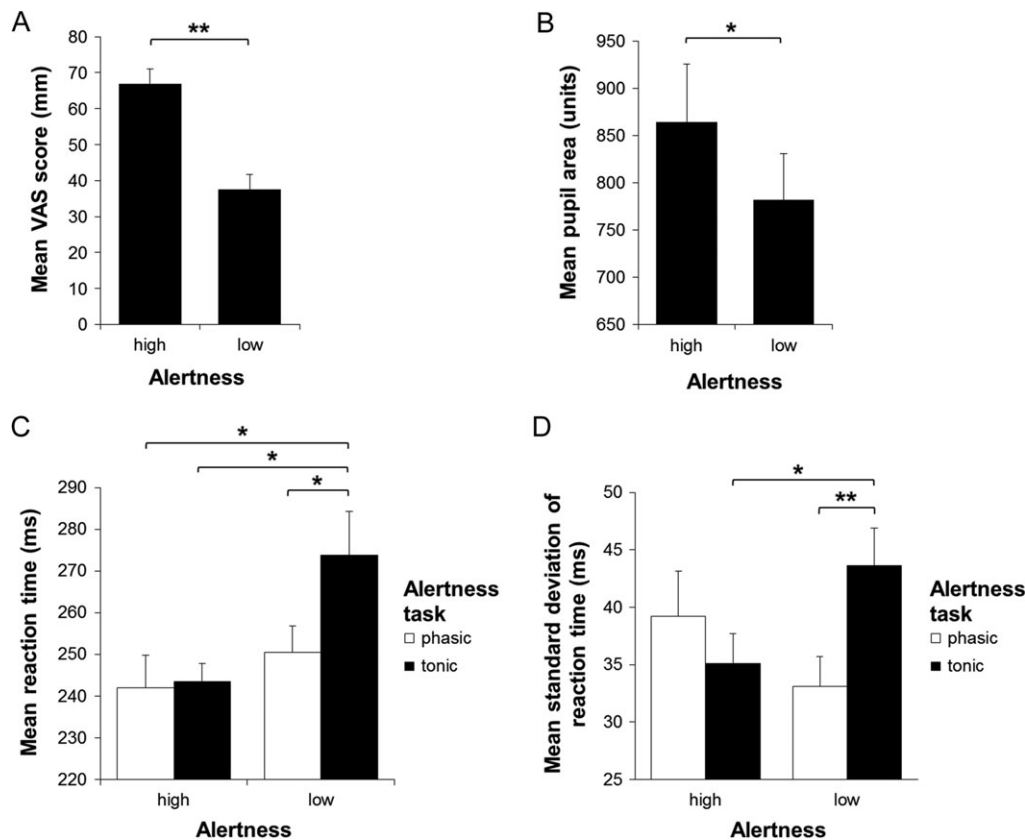 A
Mean VAS score (mm)
80
70
60
50
40
30
20
10
0
**
high
low
Alertness
B
Mean pupil area (units)
950
900
850
800
750
700
650
*
high
low
Alertness
C
Mean reaction time (ms)
290
280
270
260
250
240
230
220
*
*
*
high
low
Alertness
Alertness
task
phasic
tonic
D
Mean standard deviation of
reaction time (ms)
50
45
40
35
30
25
*
**
high
low
Alertness
Alertness
task
phasic
tonic